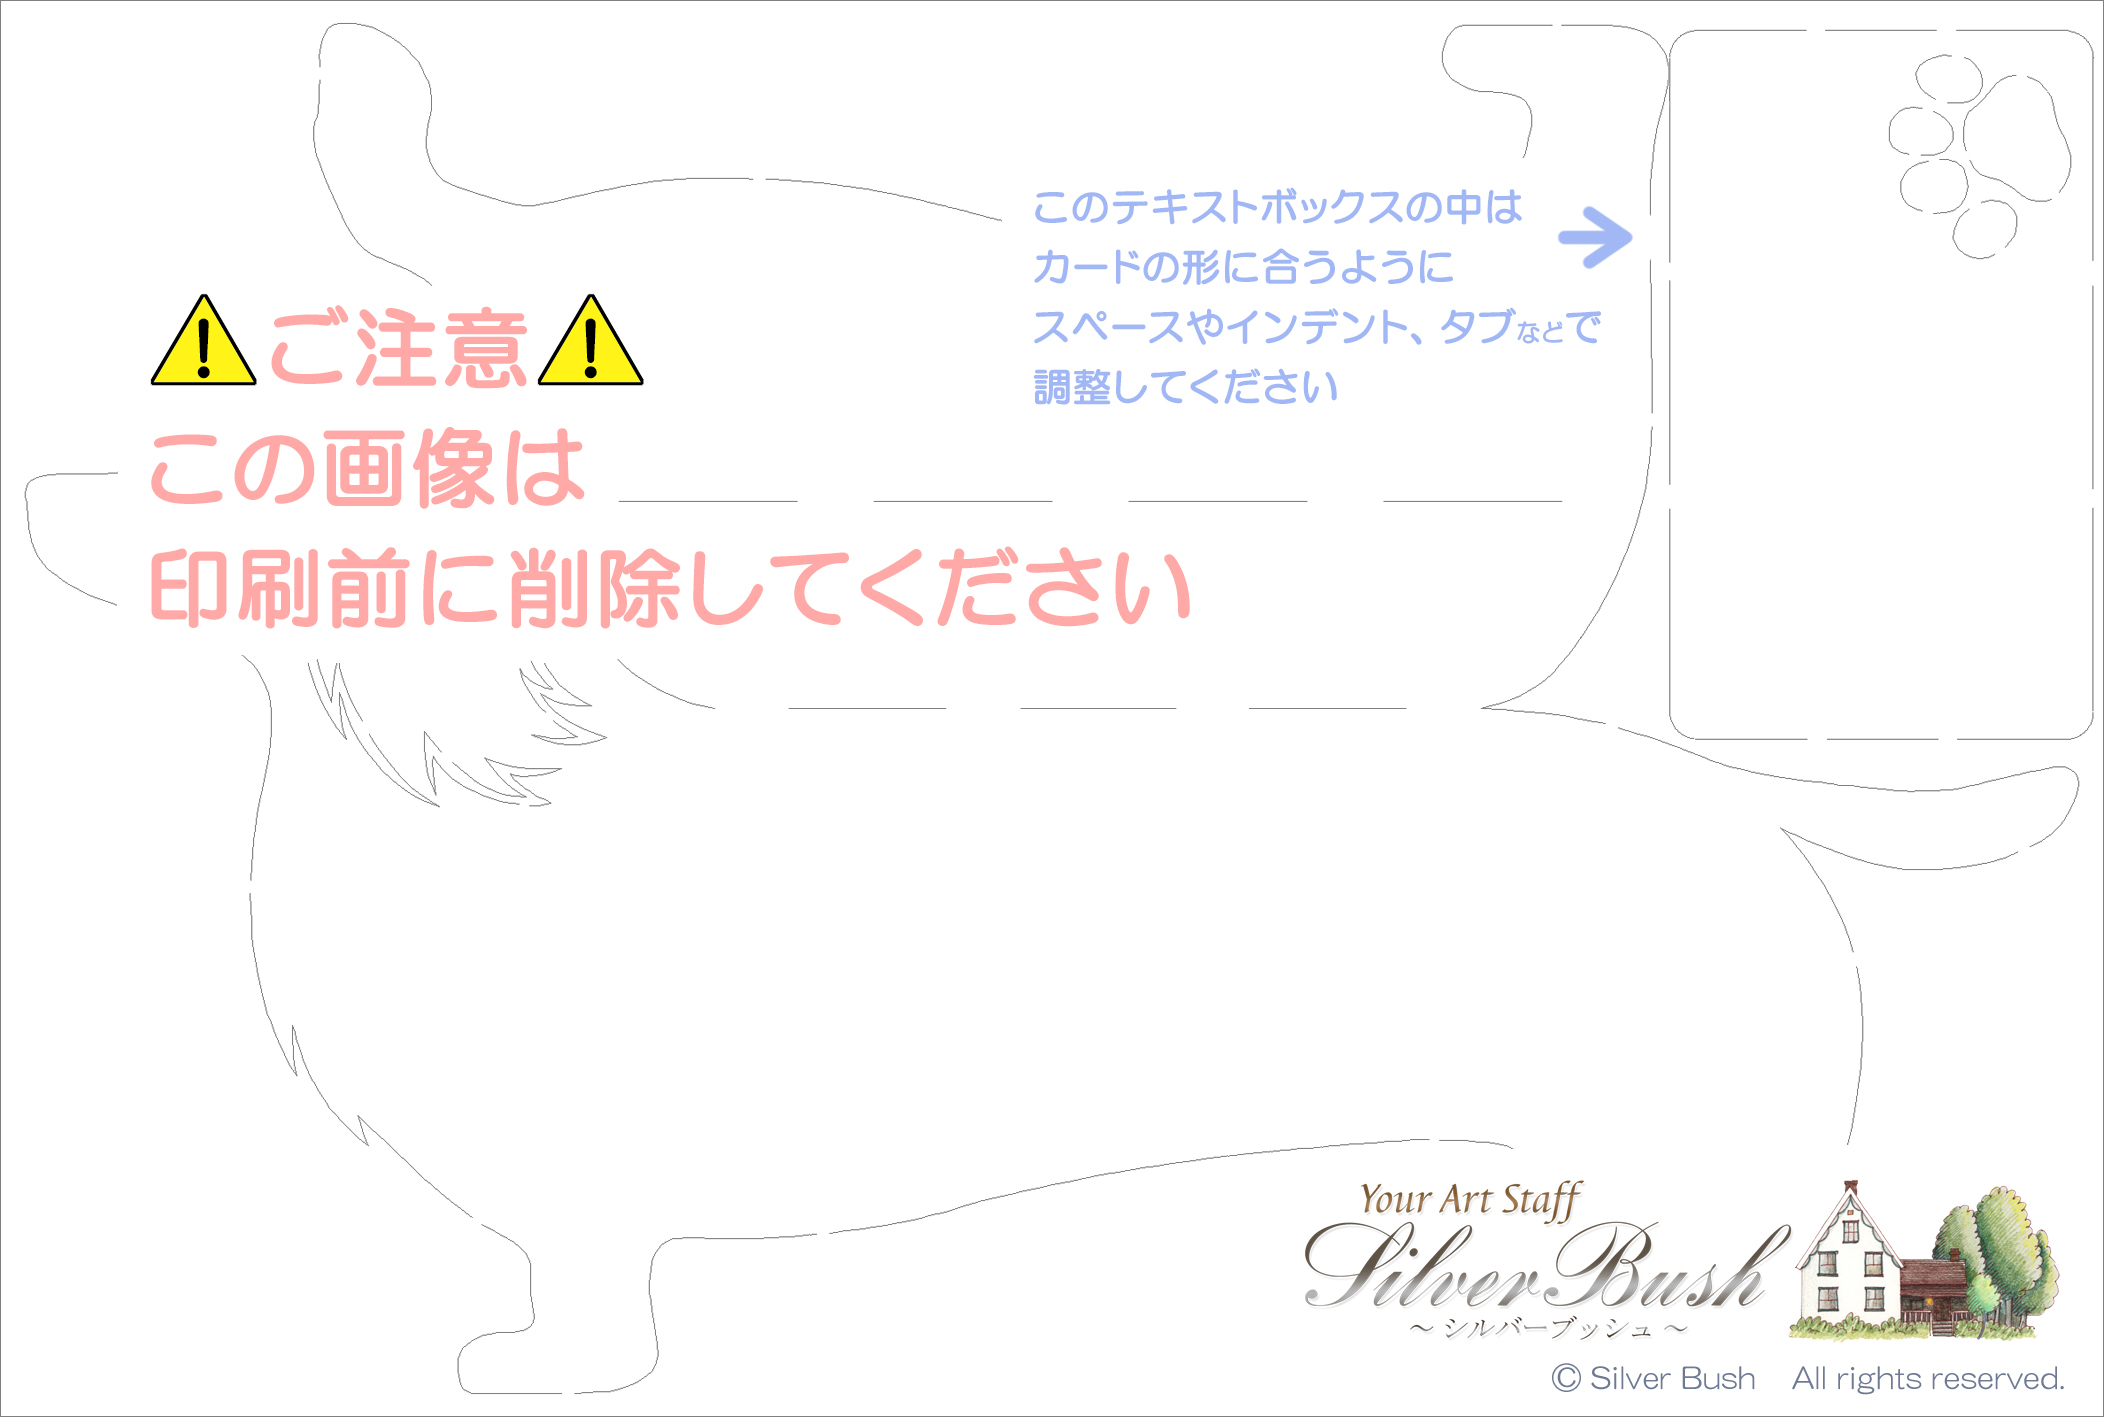 このテキストボックスの中は
カードの形に合うように
スペースやインデント、タブなどで
調整してください
ご注意
この画像は
印刷前に削除してください
Your Art Staff
Silver Bush
～ シルバーブッシュ ～
© Silver Bush All rights reserved.